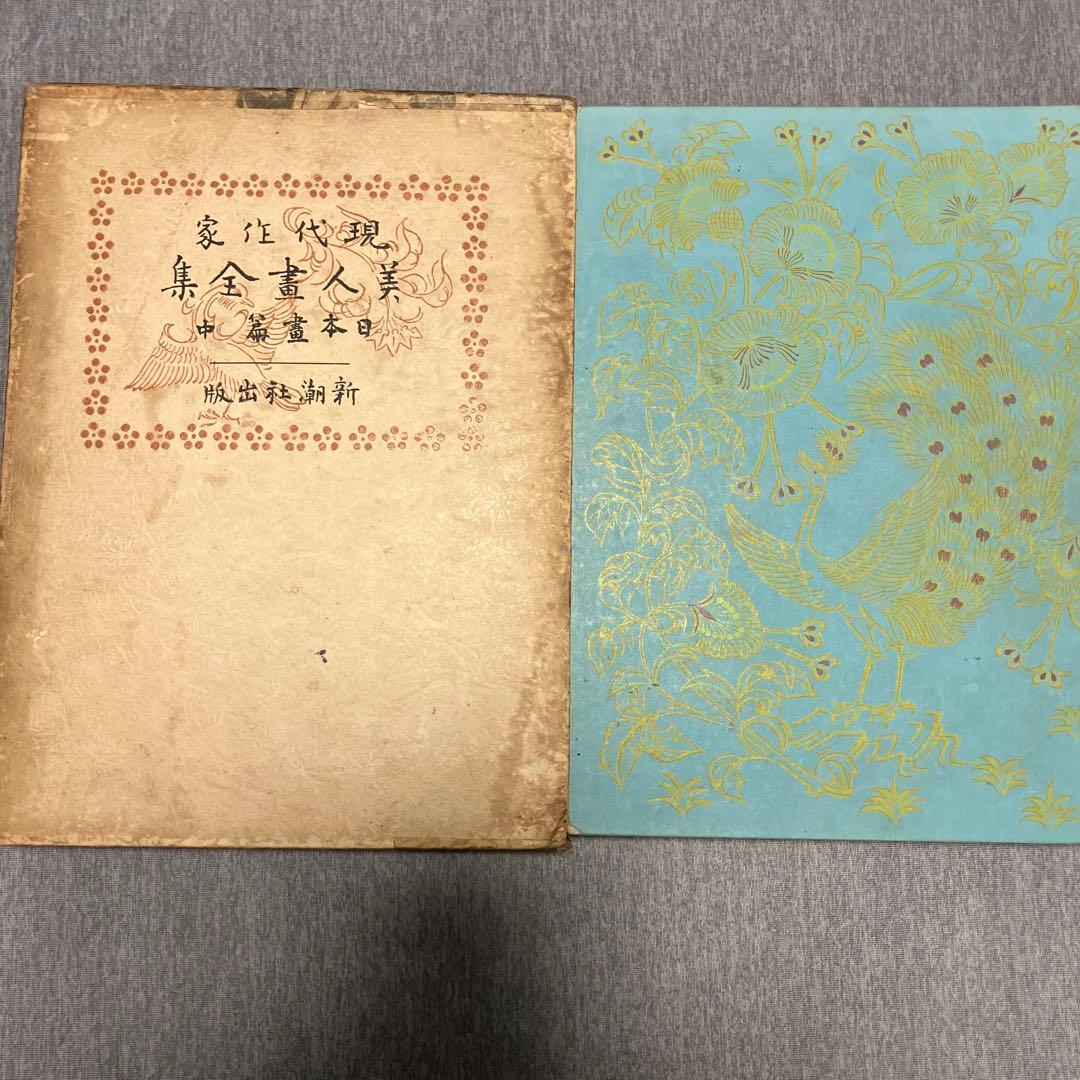 現代作家
美人畫全集
日本畫篇 中
新潮社出版